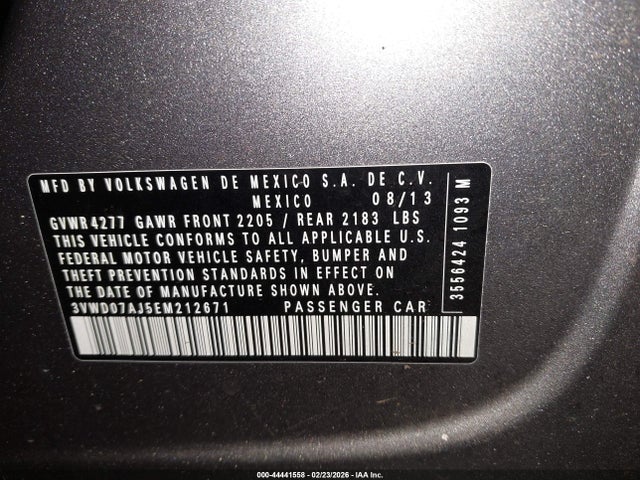 MFD BY VOLKSWAGEN DE MEXICO S.A. DE C.V.
MEXICO 08/13
GVWR 4277 GAWR FRONT 2205 / REAR 2183 LBS
THIS VEHICLE CONFORMS TO ALL APPLICABLE U.S.
FEDERAL MOTOR VEHICLE SAFETY, BUMPER AND
THEFT PREVENTION STANDARDS IN EFFECT ON
THE DATE OF MANUFACTURE SHOWN ABOVE.
3VWD07AJ5EM212671 PASSENGER CAR
3556424 1093 M
000-44441558 - 02/23/2026 - IAA Inc.